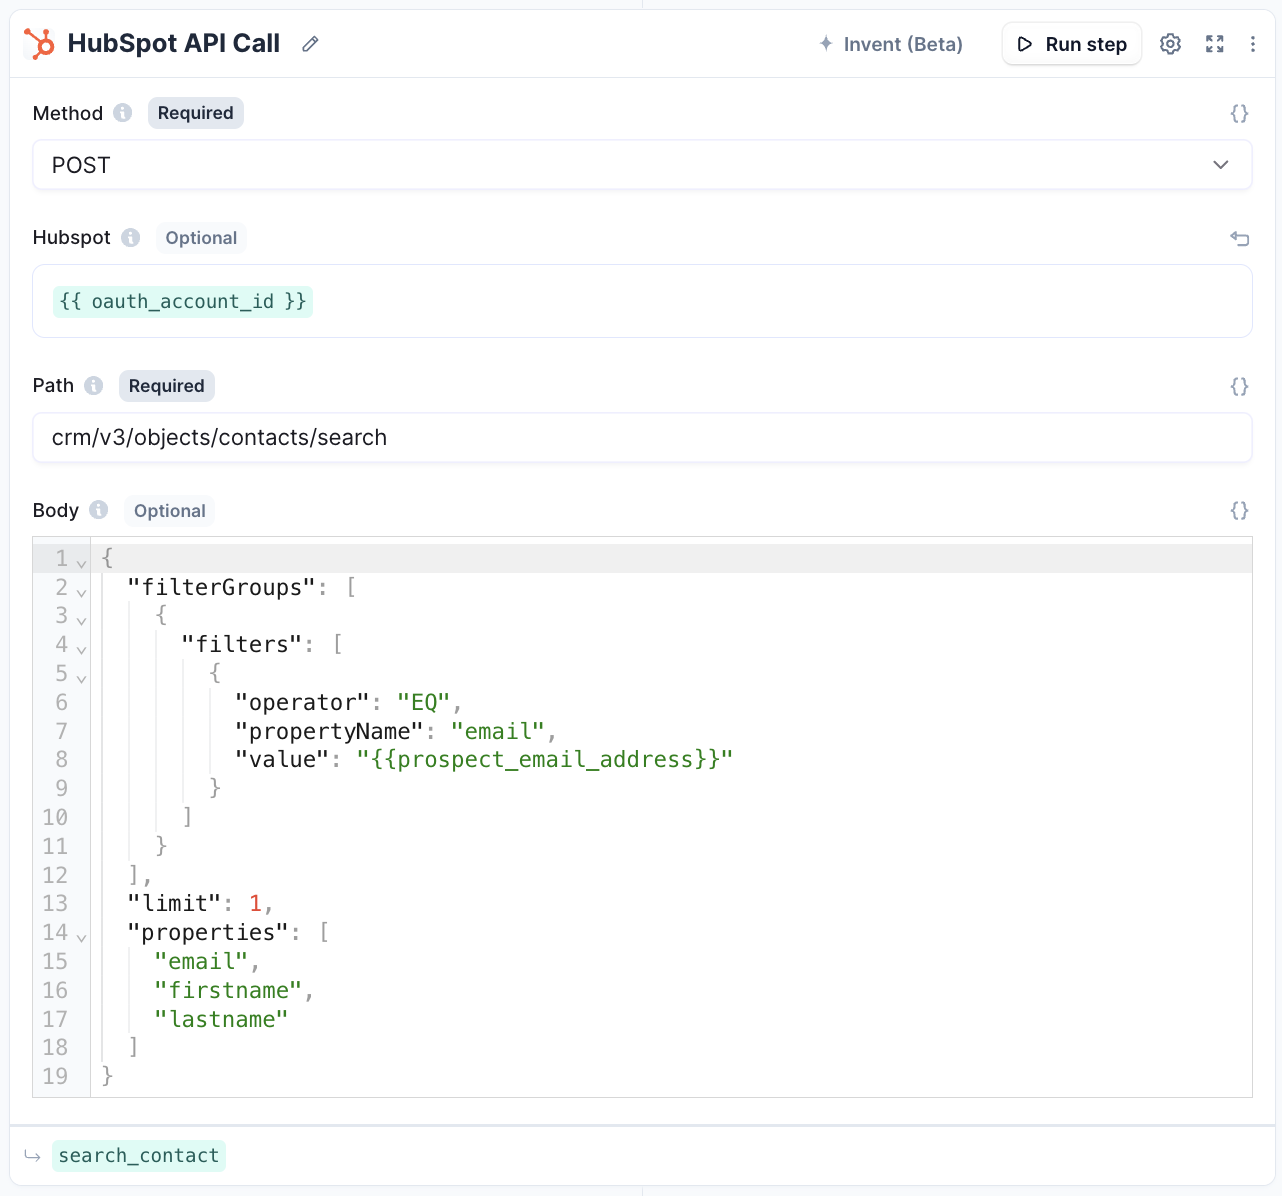 HubSpot API Call
Invent (Beta)
Run step
Method Required
POST
Hubspot Optional
{{ oauth_account_id }}
Path Required
crm/v3/objects/contacts/search
Body Optional
1 {
2 "filterGroups": [
3 {
4 "filters": [
5 {
6 "operator": "EQ",
7 "propertyName": "email",
8 "value": "{{prospect_email_address}}"
9 }
10 ]
11 }
12 ],
13 "limit": 1,
14 "properties": [
15 "email",
16 "firstname",
17 "lastname"
18 ]
19 }
search_contact